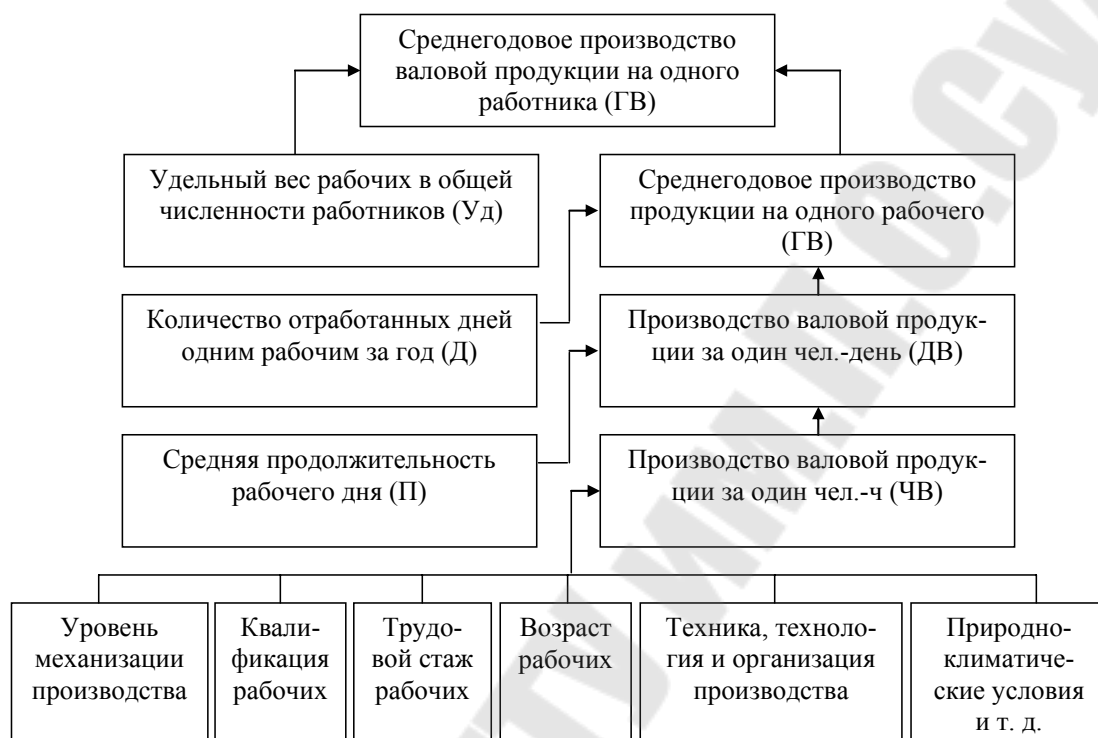 Среднегодовое производство
валовой продукции на одного
работника (ГВ)
Удельный вес рабочих в общей
численности работников (Уд)
Среднегодовое производство
продукции на одного рабочего
(ГВ)
Количество отработанных дней
одним рабочим за год (Д)
Производство валовой продук-
ции за один чел.-день (ДВ)
Средняя продолжительность
рабочего дня (П)
Производство валовой продук-
ции за один чел.-ч (ЧВ)
Уровень
механизации
производства
Квали-
фикация
рабочих
Трудо-
вой стаж
рабочих
Возраст
рабочих
Техника, техноло-
гия и организация
производства
Природно-
климатиче-
ские условия
и т. д.